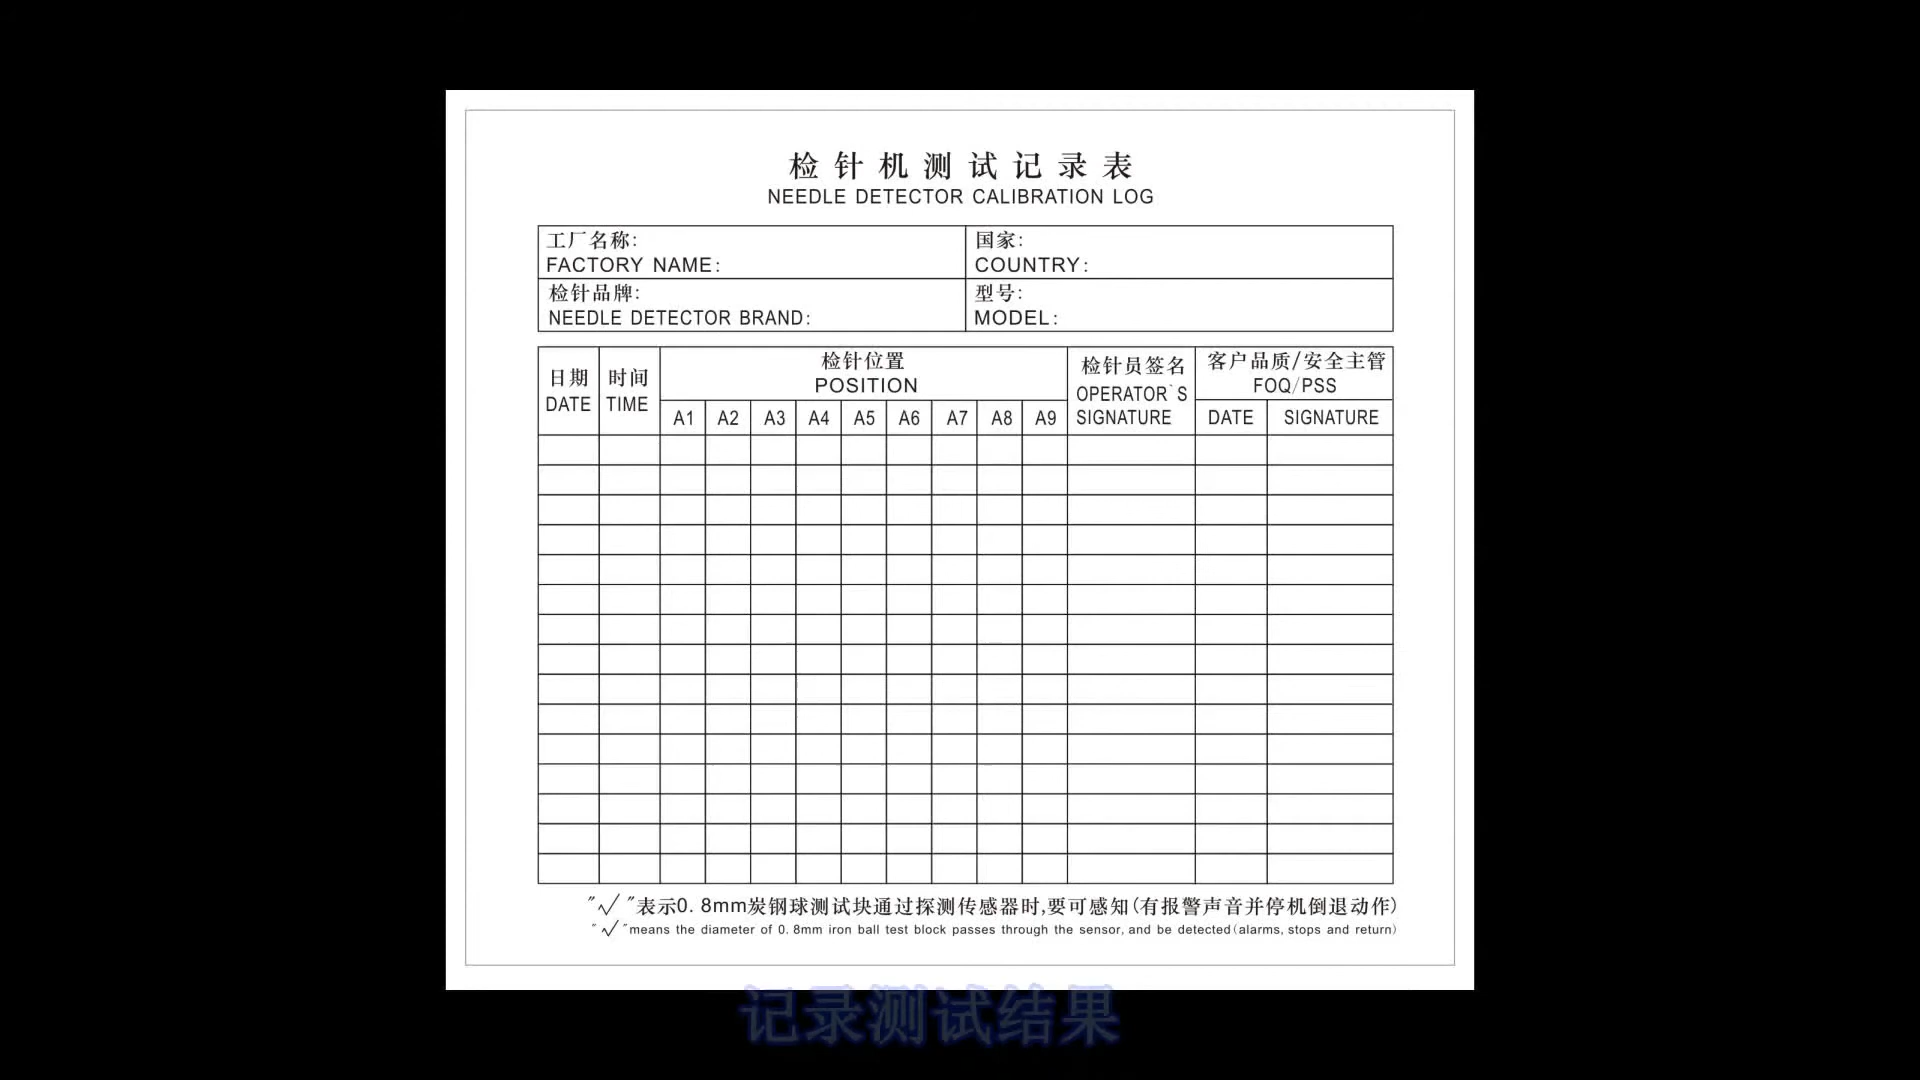 检针机测试记录表
NEEDLE DETECTOR CALIBRATION LOG
工厂名称:
FACTORY NAME:
国家:
COUNTRY:
检针品牌:
NEEDLE DETECTOR BRAND:
型号:
MODEL:
日期
DATE
时间
TIME
检针位置
POSITION
A1 A2 A3 A4 A5 A6 A7 A8 A9
检针员签名
OPERATOR`S
SIGNATURE
客户品质/安全主管
FOQ/PSS
DATE SIGNATURE
"√"表示0.8mm炭钢球测试块通过探测传感器时,要可感知(有报警声音并停机倒退动作)
"√"means the diameter of 0.8mm iron ball test block passes through the sensor, and be detected(alarms, stops and return)
记录测试结果